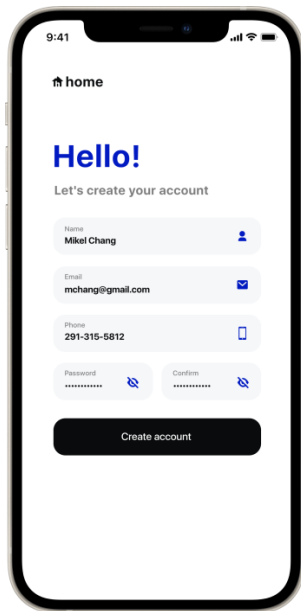 9:41
home
Hello!
Let's create your account
Name
Mikel Chang
Email
mchang@gmail.com
Phone
291-315-5812
Password Confirm
•••••••••••• ••••••••••••
Create account